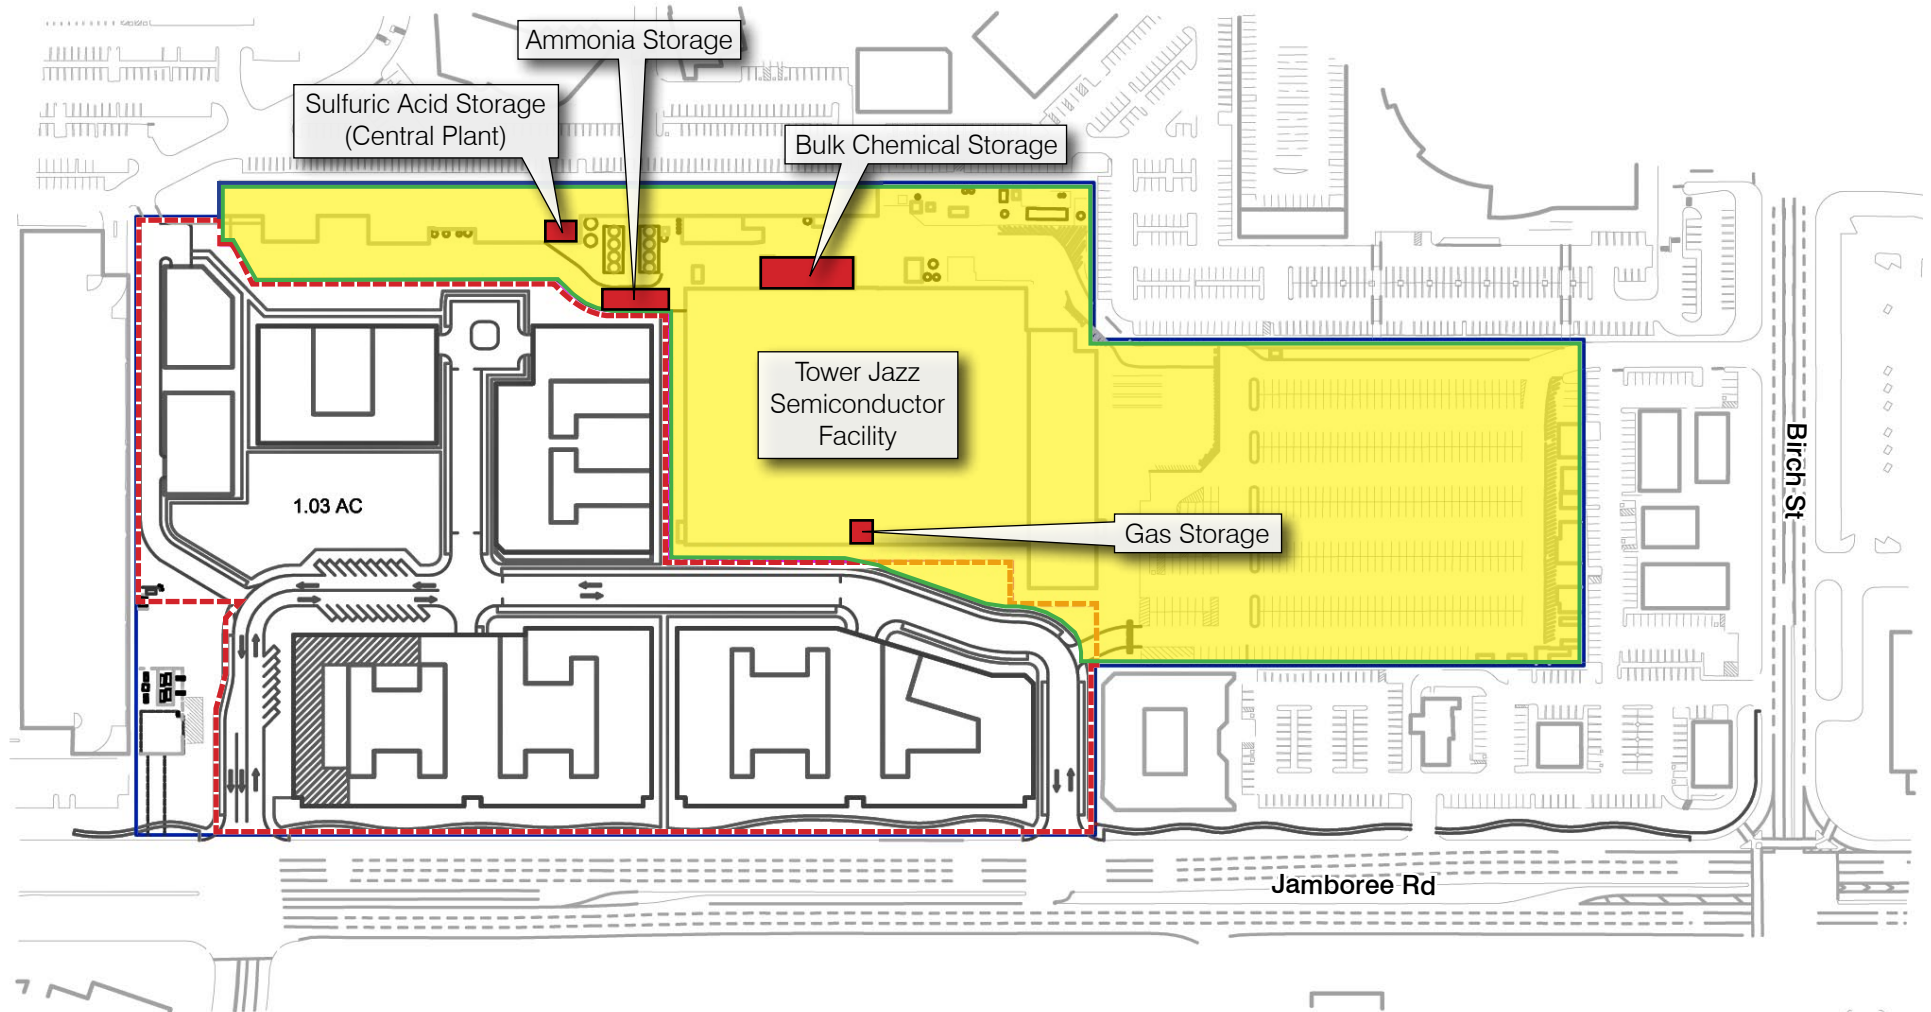 Ammonia Storage
Sulfuric Acid Storage
(Central Plant)
Bulk Chemical Storage
Tower Jazz
Semiconductor
Facility
1.03 AC
Gas Storage
Birch St
Jamboree Rd